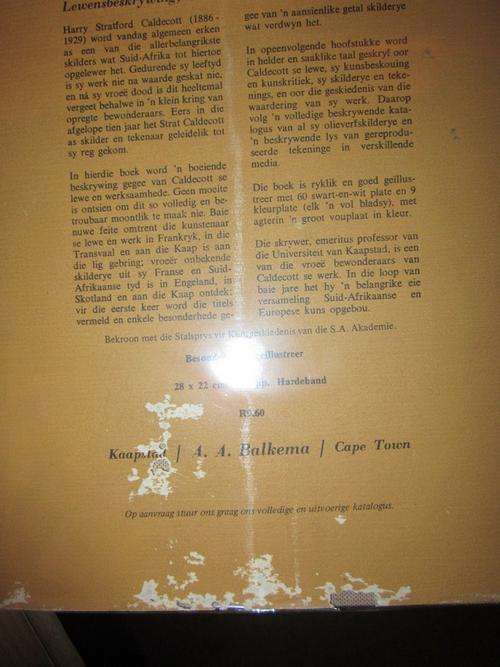 Lewensbeskrywing,
Harry Stratford Caldecott (1886-
1929) word vandag algemeen erken
as een van die allerbelangrikste
skilders wat Suid-Afrika tot hiertoe
opgelewer het. Gedurende sy leeftyd
is sy werk nie na waarde geskat nie,
en ná sy vroeë dood is dit heeltemal
vergeet behalwe in 'n klein kring van
opregte bewonderaars. Eers in die
afgelope tien jaar het Strat Caldecott
as skilder en tekenaar geleidelik tot
sy reg gekom.
In hierdie boek word 'n boeiende
beskrywing gegee van Caldecott se
lewe en werksaamhede. Geen moeite
is ontsien om dit so volledig en be-
troubaar moontlik te maak nie. Baie
nuwe feite omtrent die kunstenaar
se lewe en werk in Frankryk, in die
Transvaal en aan die Kaap is aan
die lig gebring; vroeër onbekende
skilderye uit sy Franse en Suid-
Afrikaanse tyd is in Engeland, in
Skotland en aan die Kaap ontdek;
vir die eerste keer word die titels
vermeld en enkele besonderhede ge-
gee van 'n aansienlike getal skilderye
wat verdwyn het.
In opeenvolgende hoofstukke word
in helder en saaklike taal geskryf oor
Caldecott se lewe, sy kunsbeskouing
en kunskritiek, sy skilderye en teke-
nings, en oor die geskiedenis van die
waardering van sy werk. Daarop
volg 'n volledige beskrywende kata-
logus van al sy olieverfskilderye en
'n beskrywende lys van gereprodu-
seerde tekeninge in verskillende
media.
Die boek is ryklik en goed geïllus-
treer met 60 swart-en-wit plate en 9
kleurplate (elk 'n vol bladsy), met
agterin 'n groot vouplaat in kleur.
Die skrywer, emeritus professor van
die Universiteit van Kaapstad, is een
van die vroeë bewonderaars van
Caldecott se werk. In die loop van
baie jare het hy 'n belangrike eie
versameling Suid-Afrikaanse en
Europese kuns opgebou.
Bekroon met die Stalsprys vir Kunsgeskiedenis van die S.A. Akademie.
geïllustreer
28 x 22 cm pp. Hardeband
R9.60
Kaapstad | A. A. Balkema | Cape Town
Op aanvraag stuur ons graag ons volledige en uitvoerige katalogus.